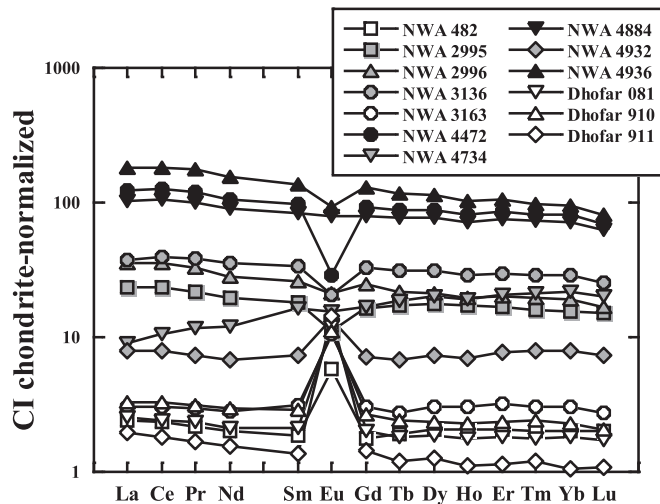 NWA 482
NWA 2995
NWA 2996
NWA 3136
NWA 3163
NWA 4472
NWA 4734
NWA 4884
NWA 4932
NWA 4936
Dhofar 081
Dhofar 910
Dhofar 911
1000
100
10
1
CI chondrite-normalized
La Ce Pr Nd Sm Eu Gd Tb Dy Ho Er Tm Yb Lu